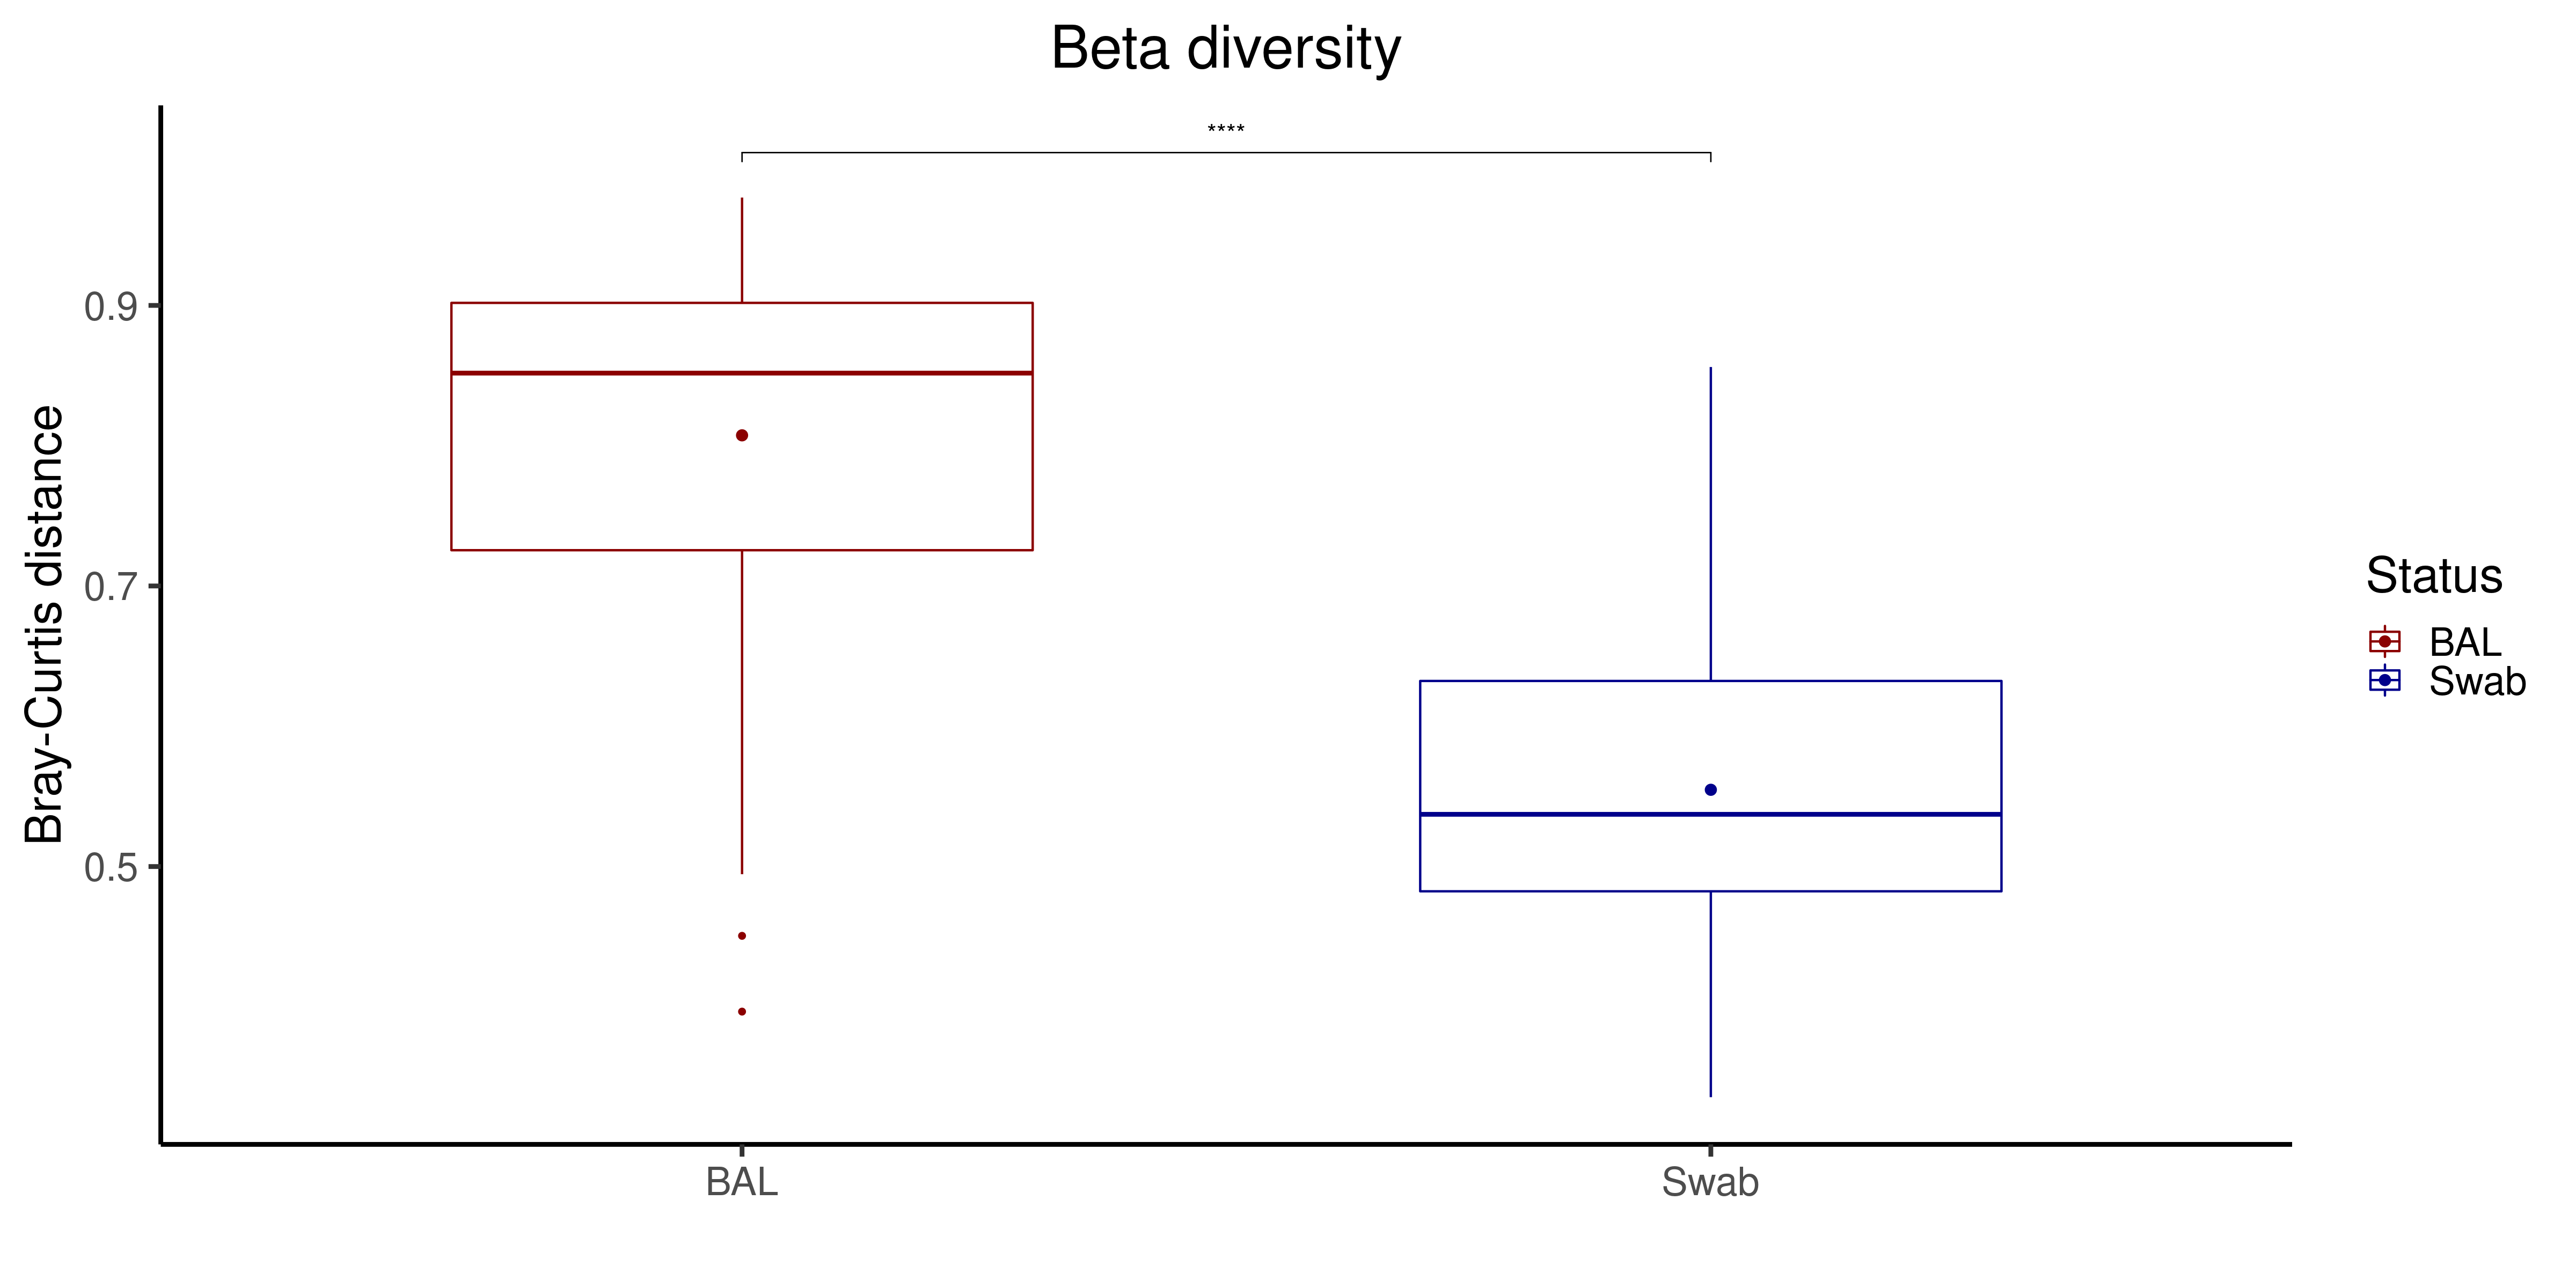 Beta diversity
****
Bray-Curtis distance
0.9
0.7
0.5
BAL
Swab
Status
BAL
Swab